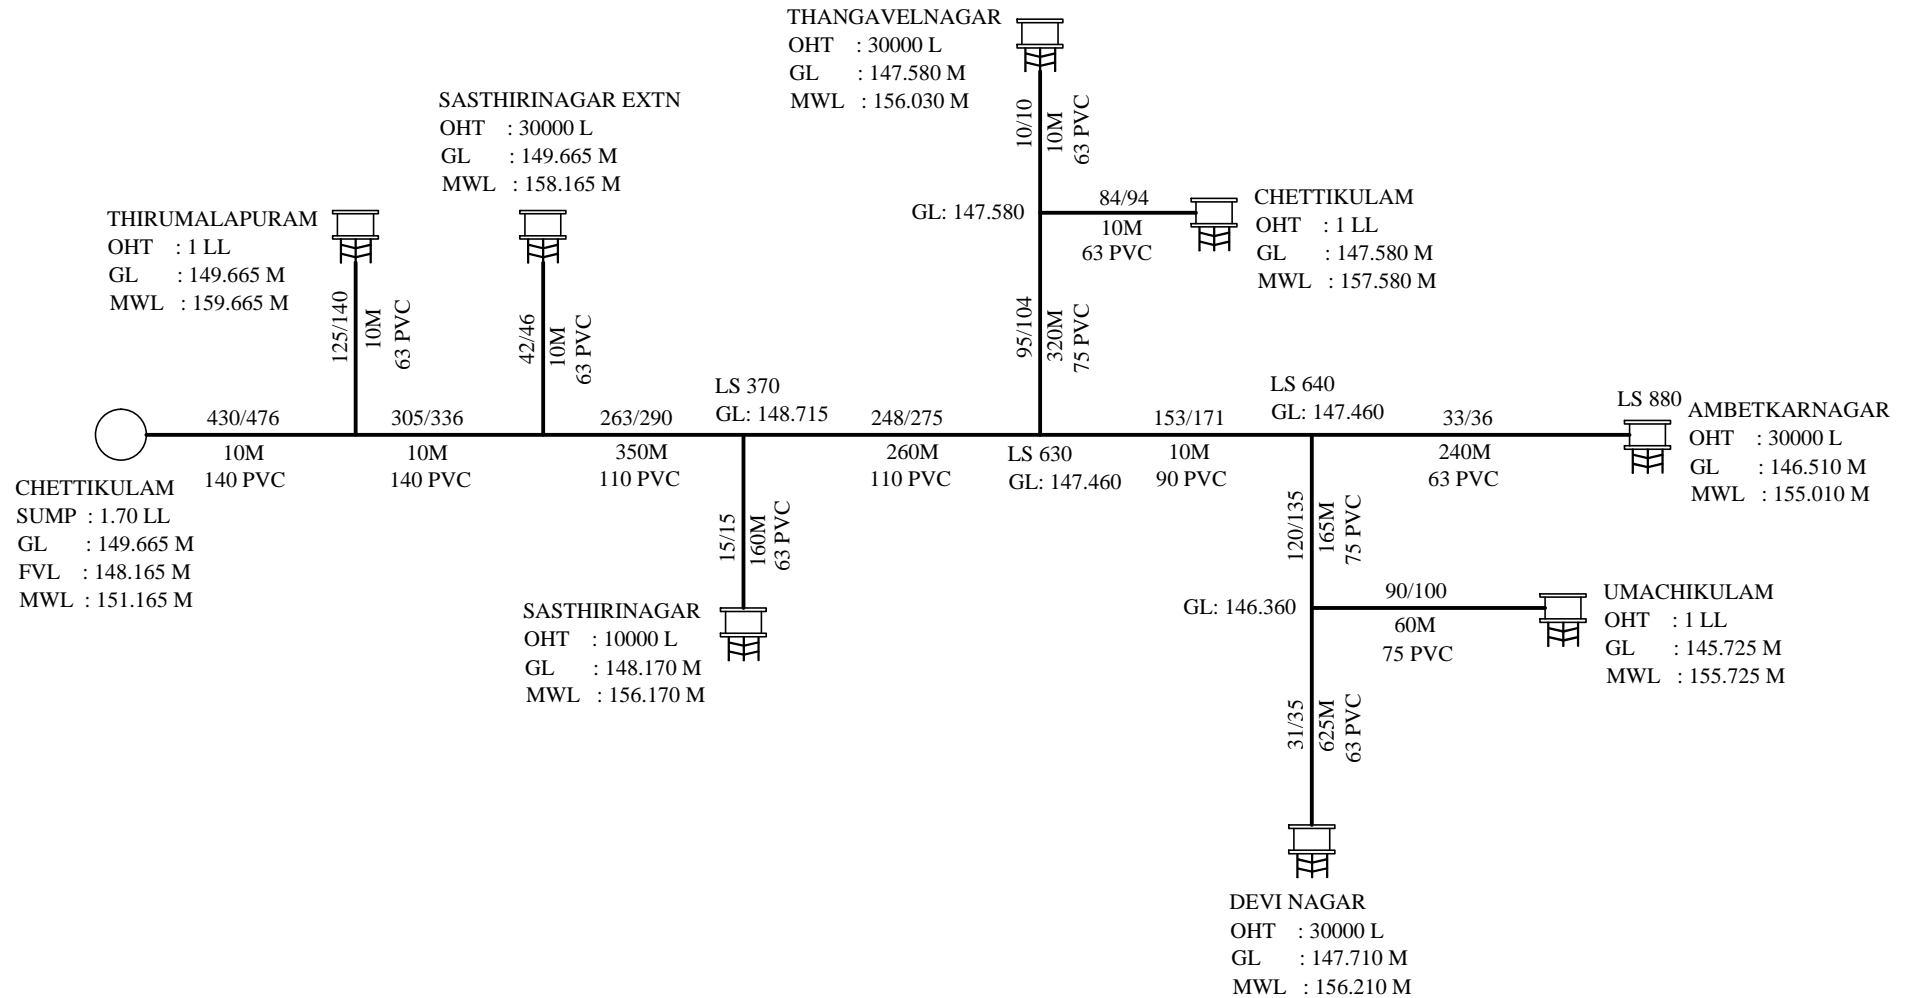 THANGAVELNAGAR
OHT : 30000 L
GL : 147.580 M
MWL : 156.030 M
10/10
10M
63 PVC
SASTHIRINAGAR EXTN
OHT : 30000 L
GL : 149.665 M
MWL : 158.165 M
THIRUMALAPURAM
OHT : 1 LL
GL : 149.665 M
MWL : 159.665 M
GL: 147.580
84/94
10M
63 PVC
CHETTIKULAM
OHT : 1 LL
GL : 147.580 M
MWL : 157.580 M
125/140
10M
63 PVC
42/46
10M
63 PVC
95/104
320M
75 PVC
430/476
10M
140 PVC
305/336
10M
140 PVC
263/290
350M
110 PVC
LS 370
GL: 148.715
248/275
260M
110 PVC
LS 630
GL: 147.460
153/171
10M
90 PVC
LS 640
GL: 147.460
33/36
240M
63 PVC
LS 880
AMBETKARNAGAR
OHT : 30000 L
GL : 146.510 M
MWL : 155.010 M
CHETTIKULAM
SUMP : 1.70 LL
GL : 149.665 M
FVL : 148.165 M
MWL : 151.165 M
15/15
160M
63 PVC
SASTHIRINAGAR
OHT : 10000 L
GL : 148.170 M
MWL : 156.170 M
120/135
165M
75 PVC
GL: 146.360
90/100
60M
75 PVC
UMACHIKULAM
OHT : 1 LL
GL : 145.725 M
MWL : 155.725 M
31/35
625M
63 PVC
DEVI NAGAR
OHT : 30000 L
GL : 147.710 M
MWL : 156.210 M